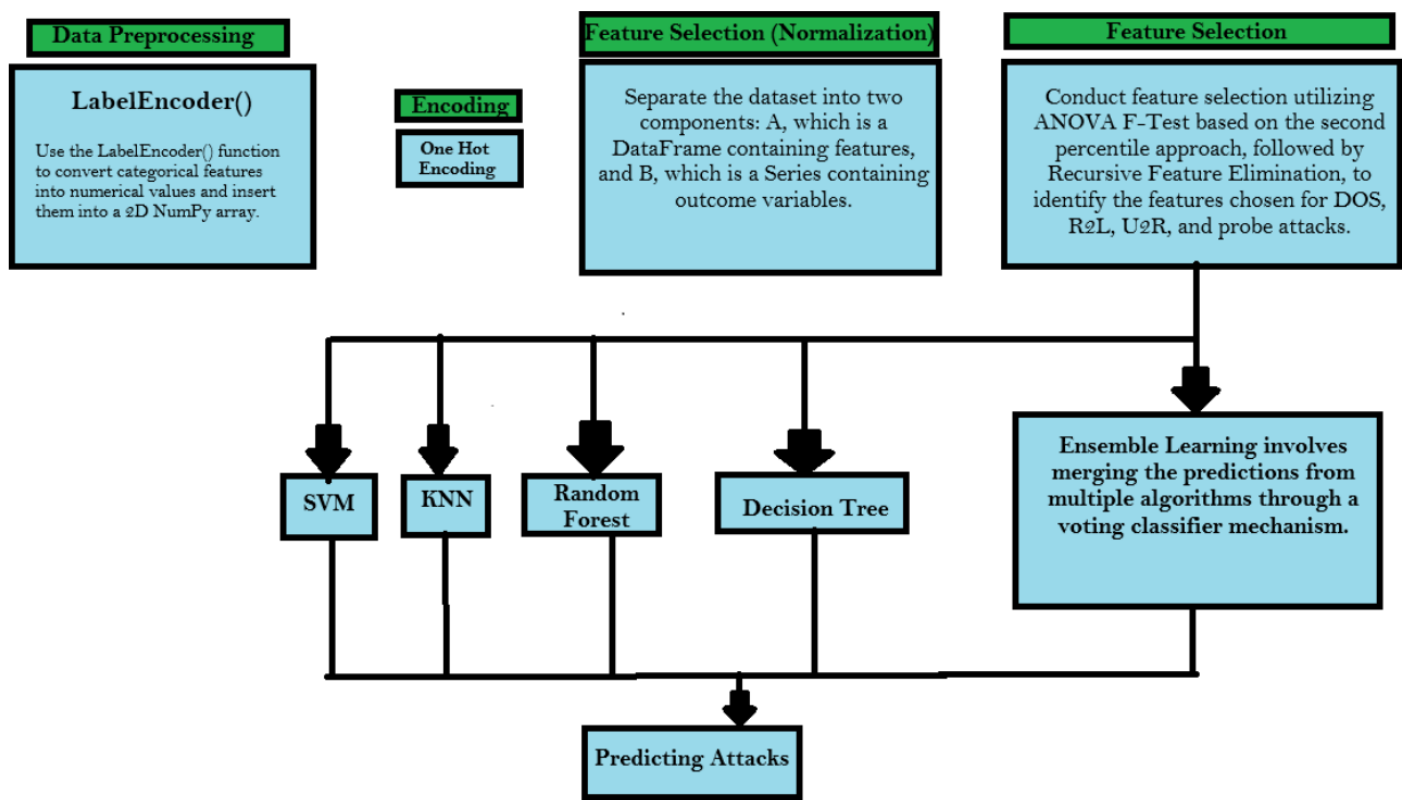 Data Preprocessing
LabelEncoder()
Use the LabelEncoder() function
to convert categorical features
into numerical values and insert
them into a 2D NumPy array.
Encoding
One Hot
Encoding
Feature Selection (Normalization)
Separate the dataset into two
components: A, which is a
DataFrame containing features,
and B, which is a Series containing
outcome variables.
Feature Selection
Conduct feature selection utilizing
ANOVA F-Test based on the second
percentile approach, followed by
Recursive Feature Elimination, to
identify the features chosen for DOS,
R2L, U2R, and probe attacks.
SVM
KNN
Random
Forest
Decision Tree
Ensemble Learning involves
merging the predictions from
multiple algorithms through a
voting classifier mechanism.
Predicting Attacks